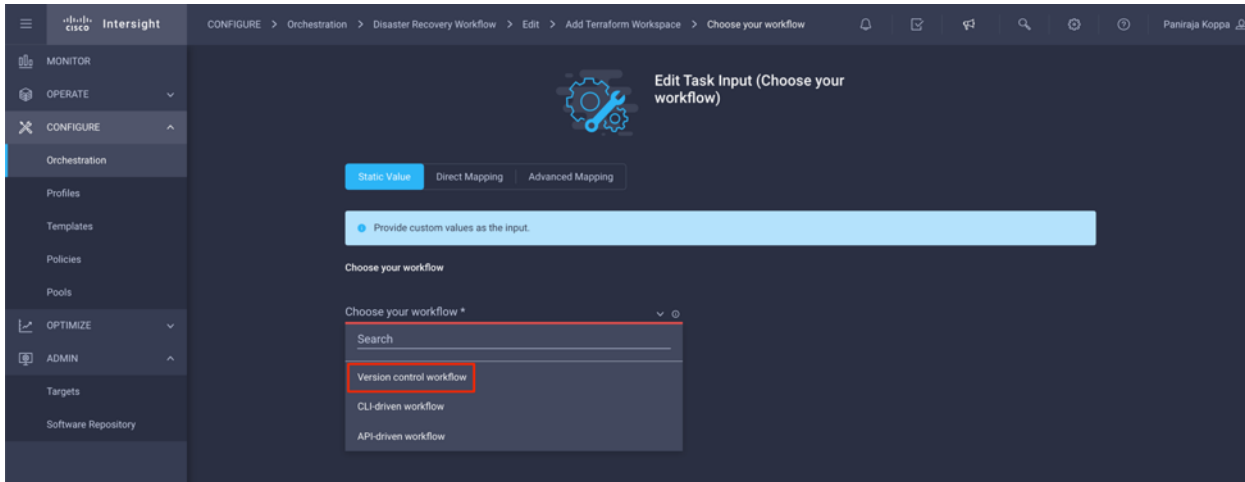 CISCO Intersight
CONFIGURE > Orchestration > Disaster Recovery Workflow > Edit > Add Terraform Workspace > Choose your workflow
Paniraja Koppa
MONITOR
OPERATE
CONFIGURE
Orchestration
Profiles
Templates
Policies
Pools
OPTIMIZE
ADMIN
Targets
Software Repository
Edit Task Input (Choose your
workflow)
Static Value Direct Mapping Advanced Mapping
Provide custom values as the input.
Choose your workflow
Choose your workflow *
Search
Version control workflow
CLI-driven workflow
API-driven workflow